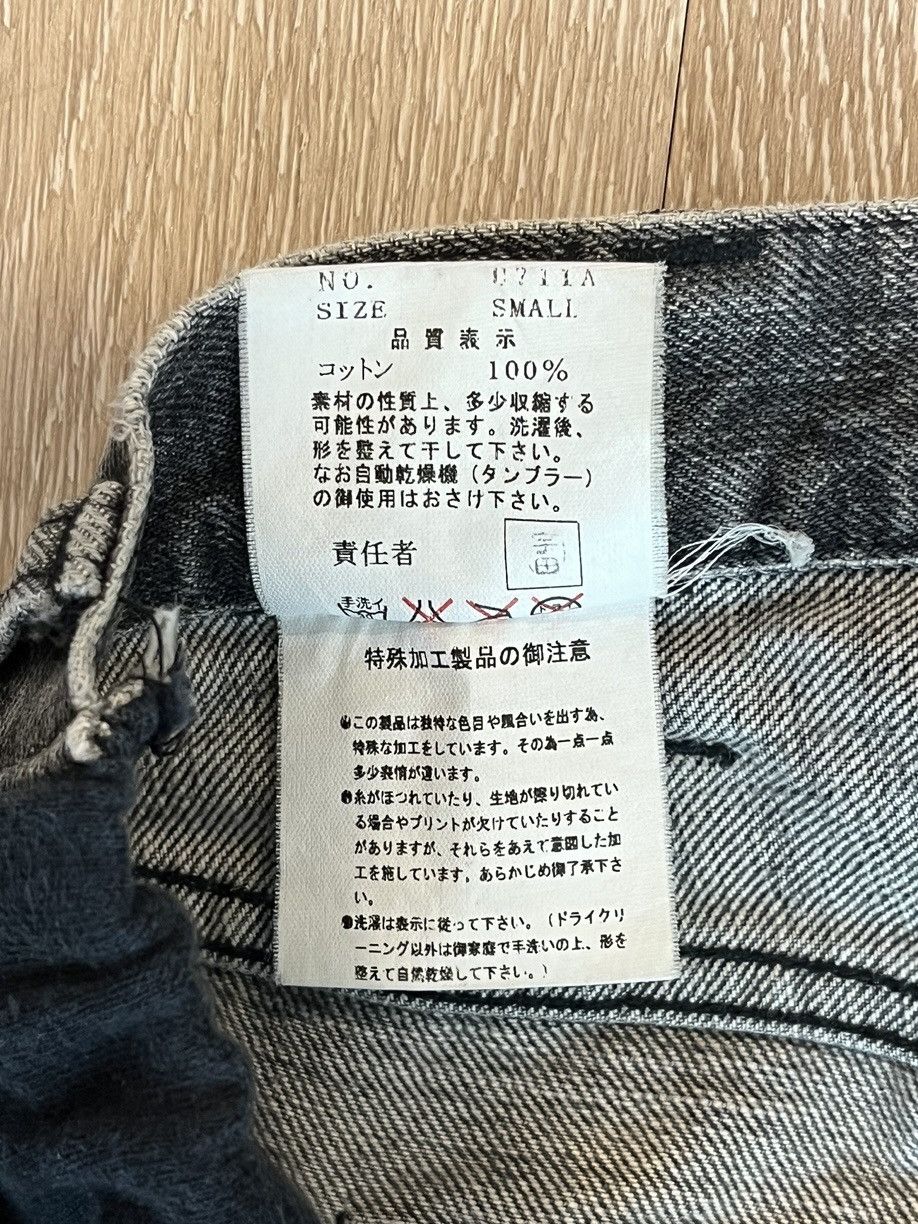 NO. 0711A
SIZE SMALL
品質表示
コットン 100%
素材の性質上、多少収縮する
可能性があります。洗濯後、
形を整えて干して下さい。
なお自動乾燥機(タンブラー)
の御使用はおさけ下さい。
責任者
手洗イ
特殊加工製品の御注意
●この製品は独特な色目や風合いを出す為、
特殊な加工をしています。その為一点一点
多少表情が違います。
●糸がほつれていたり、生地が擦り切れてい
る場合やプリントが欠けていたりすること
がありますが、それらをあえて意図した加
工を施しています。あらかじめ御了承下さ
い。
●洗濯は表示に従って下さい。(ドライクリ
ーニング以外は御家庭で手洗いの上、形を
整えて自然乾燥して下さい。)